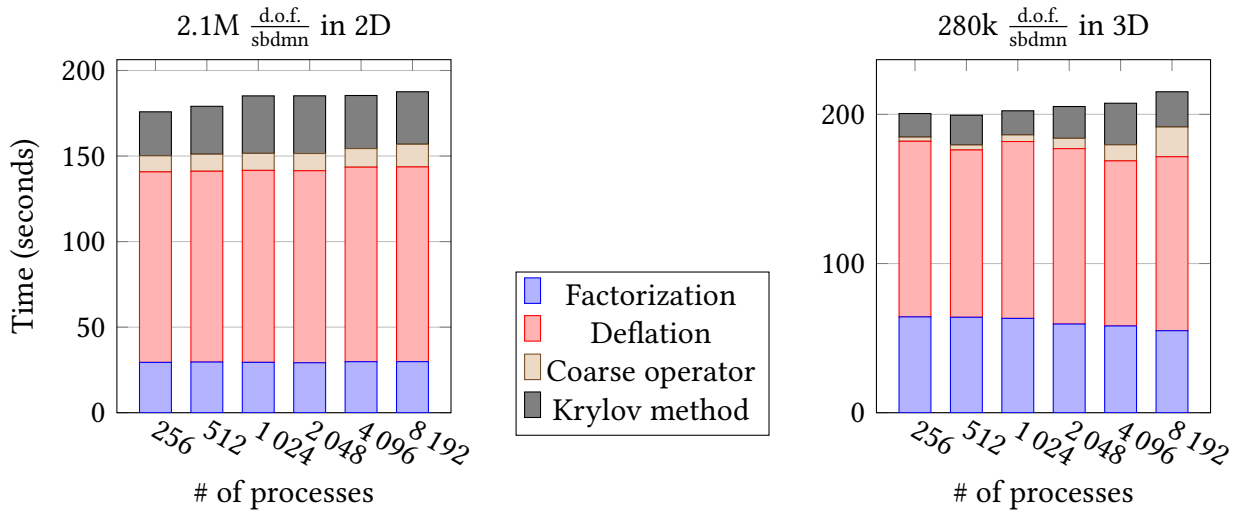 2.1M d.o.f./sbdmn in 2D
Time (seconds)
200
150
100
50
0
256
512
1 024
2 048
4 096
8 192
# of processes
Factorization
Deflation
Coarse operator
Krylov method
280k d.o.f./sbdmn in 3D
200
100
0
256
512
1 024
2 048
4 096
8 192
# of processes